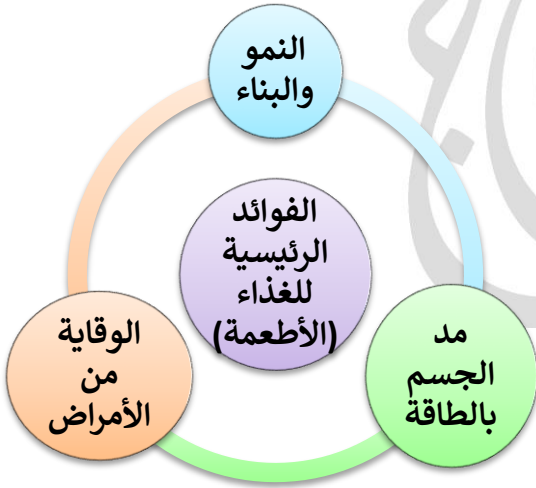 النمو
والبناء
الفوائد
الرئيسية
للغذاء
(الأطعمة)
مد
الجسم
بالطاقة
الوقاية
من
الأمراض